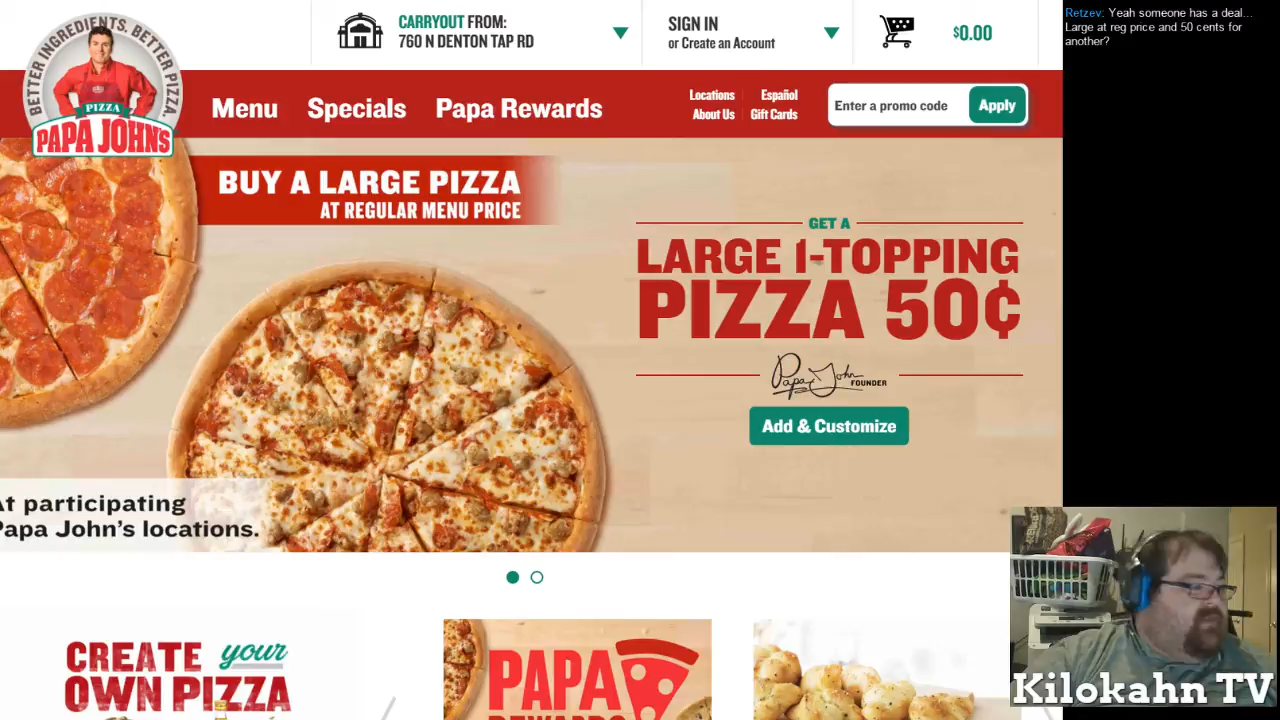 BETTER INGREDIENTS. BETTER PIZZA.
PIZZA
PAPA JOHN'S
CARRYOUT FROM:
760 N DENTON TAP RD
SIGN IN
or Create an Account
$0.00
Menu
Specials
Papa Rewards
Locations
Español
About Us
Gift Cards
Enter a promo code
Apply
BUY A LARGE PIZZA
AT REGULAR MENU PRICE
GET A
LARGE 1-TOPPING
PIZZA 50¢
Papa John FOUNDER
Add & Customize
At participating
Papa John's locations.
CREATE your
OWN PIZZA
PAPA
REWARDS
Retzev: Yeah someone has a deal...
Large at reg price and 50 cents for
another?
Kilokahn TV